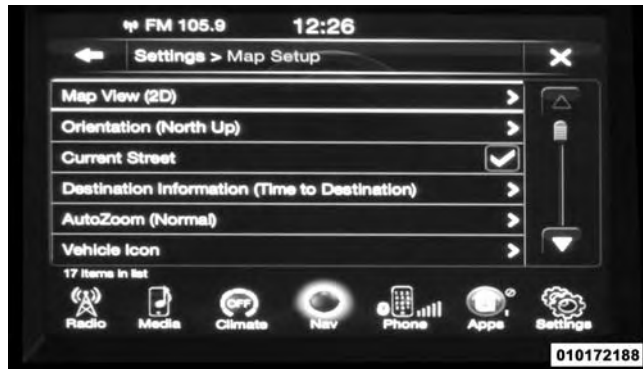 FM 105.9 12:26
Settings > Map Setup
Map View (2D)
Orientation (North Up)
Current Street
Destination Information (Time to Destination)
AutoZoom (Normal)
Vehicle Icon
17 Items in list
OFF
Radio Media Climate Nav Phone Apps Settings
010172188